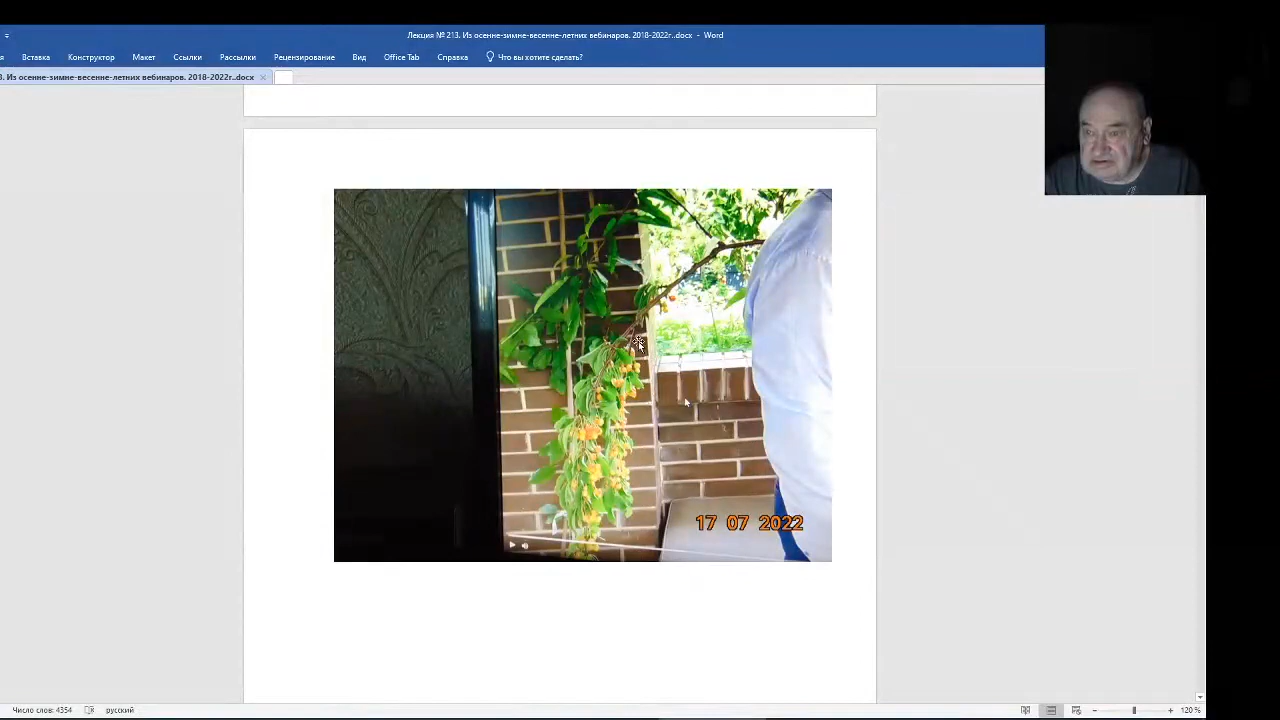 Лекция № 213. Из осенне-зимне-весенне-летних вебинаров. 2018-2022г..docx - Word
Вставка Конструктор Макет Ссылки Рассылки Рецензирование Вид Office Tab Справка Что вы хотите сделать?
3. Из осенне-зимне-весенне-летних вебинаров. 2018-2022г..docx
17 07 2022
Число слов: 4354 русский 120 %